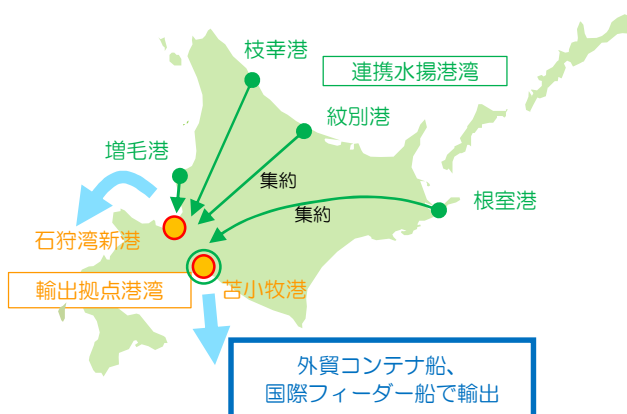 枝幸港
連携水揚港湾
紋別港
増毛港
集約
根室港
集約
石狩湾新港
輸出拠点港湾
苫小牧港
外貿コンテナ船、
国際フィーダー船で輸出